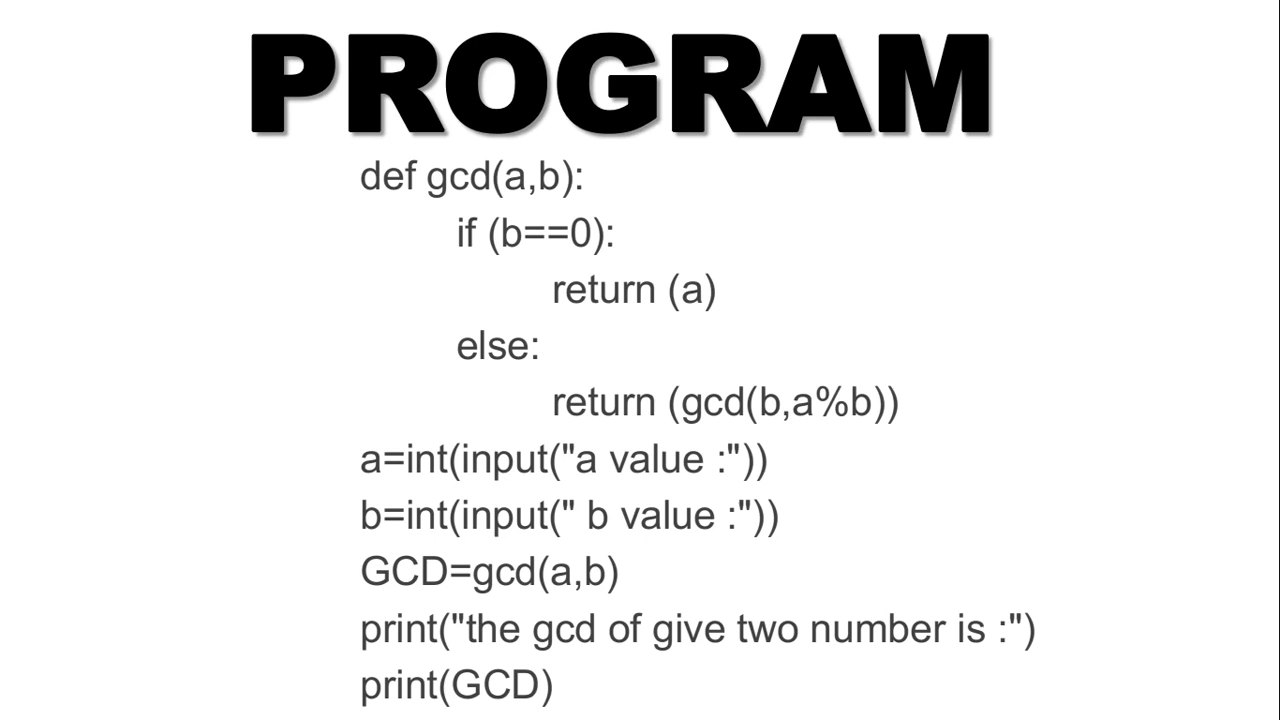 PROGRAM
def gcd(a,b):
if (b==0):
return (a)
else:
return (gcd(b,a%b))
a=int(input("a value :"))
b=int(input(" b value :"))
GCD=gcd(a,b)
print("the gcd of give two number is :")
print(GCD)